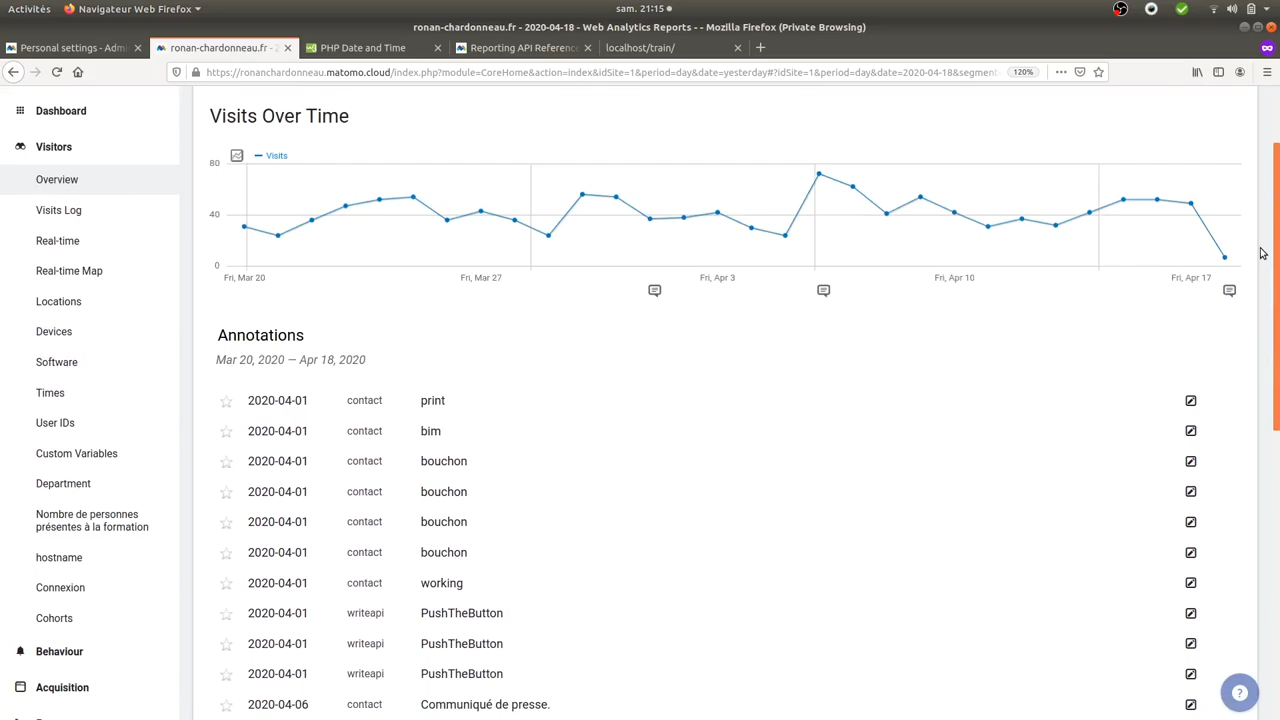 Activités Navigateur Web Firefox sam. 21:15
ronan-chardonneau.fr - 2020-04-18 - Web Analytics Reports - - Mozilla Firefox (Private Browsing)
Personal settings - Adm
ronan-chardonneau.fr - 2
PHP Date and Time
Reporting API Reference
localhost/train/
https://ronanchardonneau.matomo.cloud/index.php?module=CoreHome&action=index&idSite=1&period=day&date=yesterday#?idSite=1&period=day&date=2020-04-18&segment 120%
Dashboard
Visitors
Overview
Visits Log
Real-time
Real-time Map
Locations
Devices
Software
Times
User IDs
Custom Variables
Department
Nombre de personnes
présentes à la formation
hostname
Connexion
Cohorts
Behaviour
Acquisition
Visits Over Time
Visits
80
40
0
Fri, Mar 20 Fri, Mar 27 Fri, Apr 3 Fri, Apr 10 Fri, Apr 17
Annotations
Mar 20, 2020 — Apr 18, 2020
2020-04-01 contact print
2020-04-01 contact bim
2020-04-01 contact bouchon
2020-04-01 contact bouchon
2020-04-01 contact bouchon
2020-04-01 contact bouchon
2020-04-01 contact working
2020-04-01 writeapi PushTheButton
2020-04-01 writeapi PushTheButton
2020-04-01 writeapi PushTheButton
2020-04-06 contact Communiqué de presse.
?